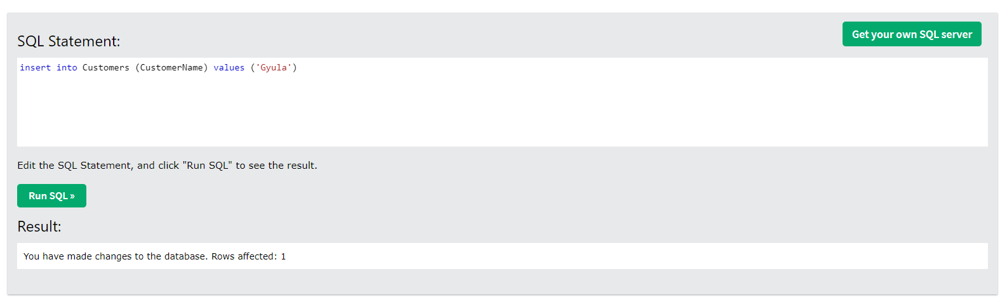 Get your own SQL server
SQL Statement:
insert into Customers (CustomerName) values ('Gyula')
Edit the SQL Statement, and click "Run SQL" to see the result.
Run SQL »
Result:
You have made changes to the database. Rows affected: 1